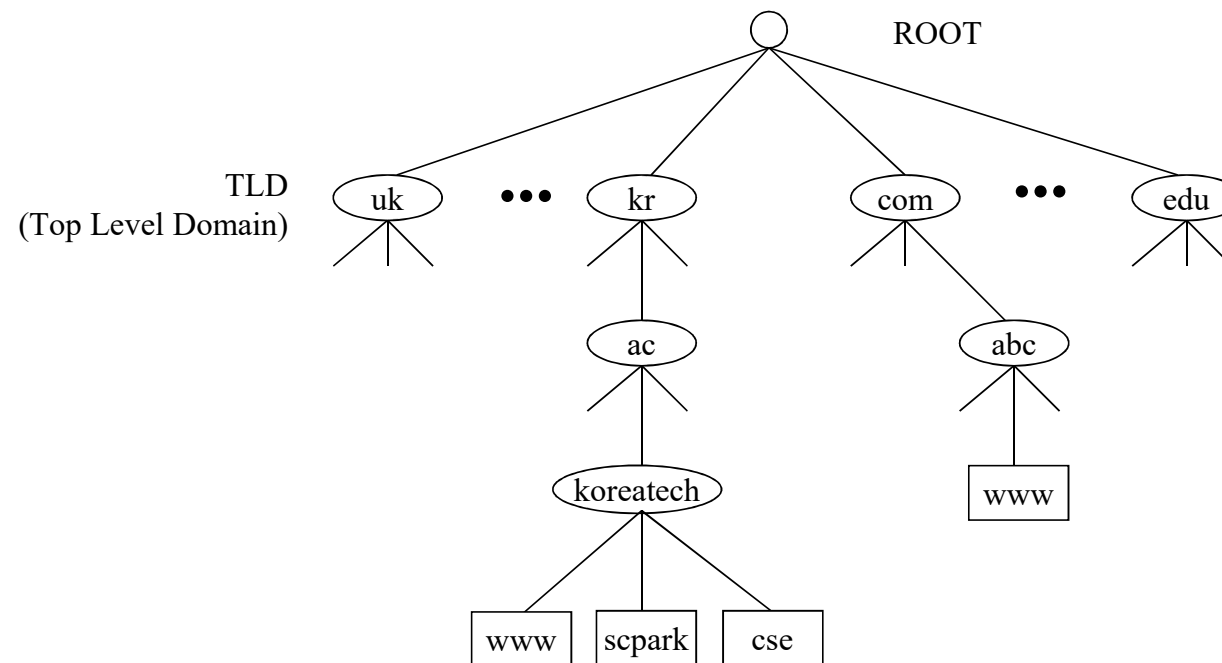 ROOT
TLD
(Top Level Domain)
uk ••• kr com ••• edu
ac abc
koreatech www
www scpark cse